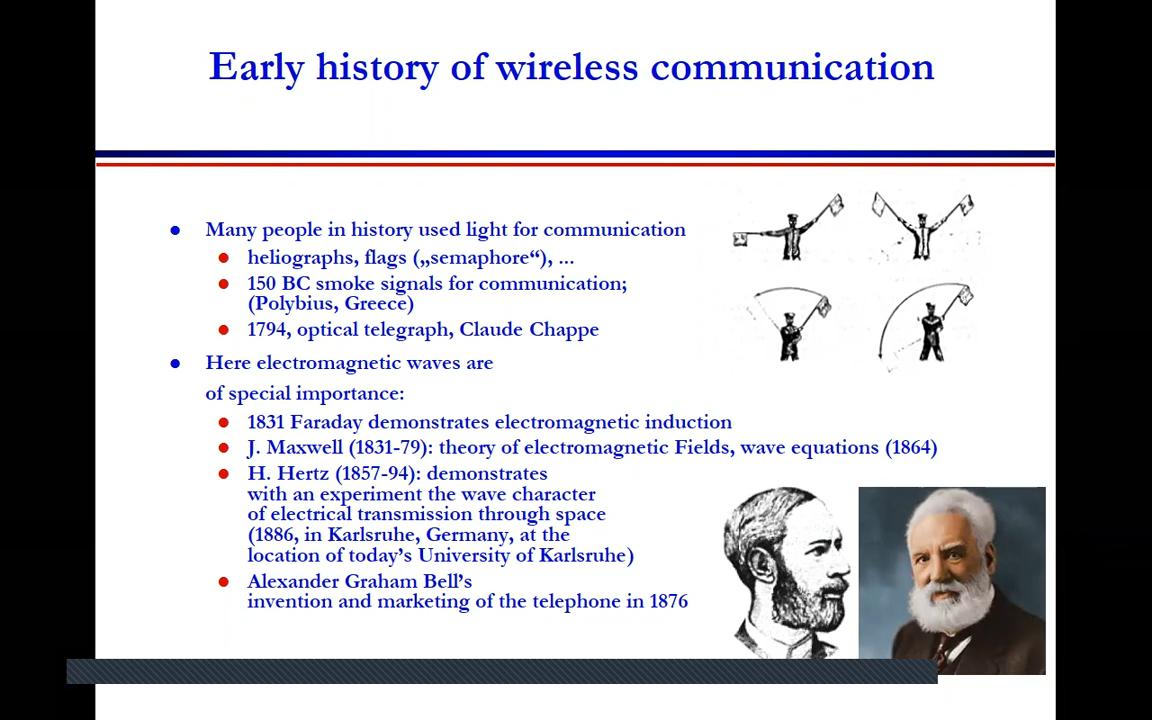 Early history of wireless communication
Many people in history used light for communication
heliographs, flags („semaphore“), ...
150 BC smoke signals for communication;
(Polybius, Greece)
1794, optical telegraph, Claude Chappe
Here electromagnetic waves are
of special importance:
1831 Faraday demonstrates electromagnetic induction
J. Maxwell (1831-79): theory of electromagnetic Fields, wave equations (1864)
H. Hertz (1857-94): demonstrates
with an experiment the wave character
of electrical transmission through space
(1886, in Karlsruhe, Germany, at the
location of today’s University of Karlsruhe)
Alexander Graham Bell’s
invention and marketing of the telephone in 1876